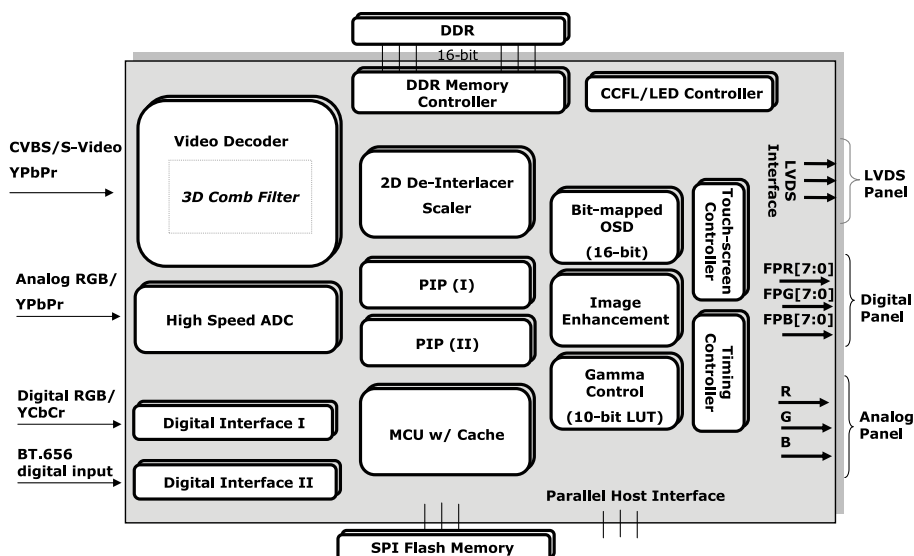 DDR
16-bit
DDR Memory
Controller
CCFL/LED Controller
CVBS/S-Video
YPbPr
Video Decoder
3D Comb Filter
2D De-Interlacer
Scaler
Bit-mapped
OSD
(16-bit)
Touch-screen
Controller
LVDS
Interface
LVDS
Panel
Analog RGB/
YPbPr
High Speed ADC
PIP (I)
PIP (II)
Image
Enhancement
Timing
Controller
FPR[7:0]
FPG[7:0]
FPB[7:0]
Digital
Panel
Digital RGB/
YCbCr
Digital Interface I
MCU w/ Cache
Gamma
Control
(10-bit LUT)
R
G
B
Analog
Panel
BT.656
digital input
Digital Interface II
Parallel Host Interface
SPI Flash Memory